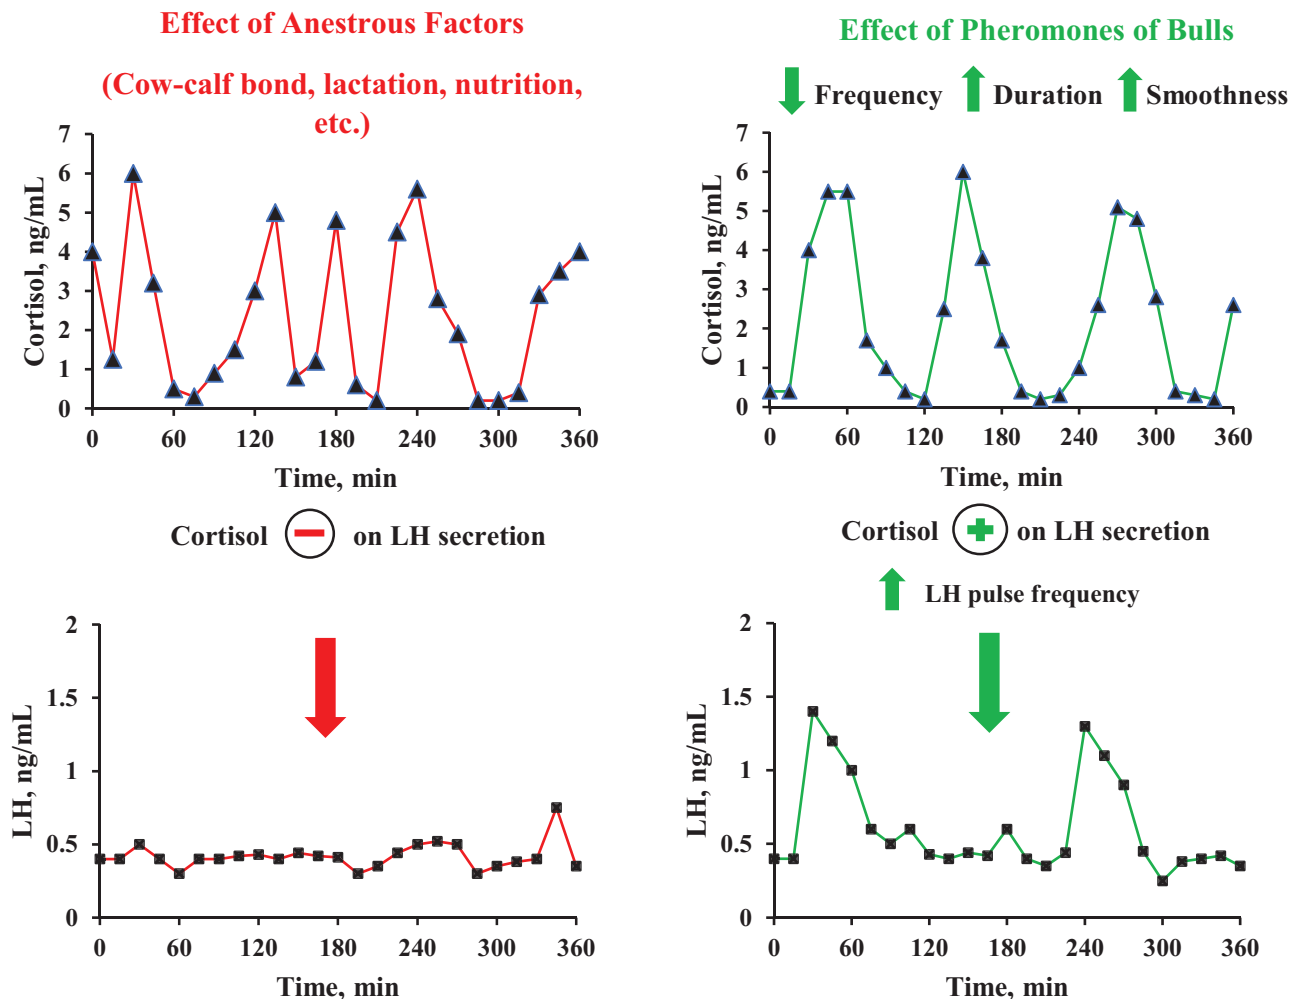 Effect of Anestrous Factors
(Cow-calf bond, lactation, nutrition,
etc.)
7
6
5
4
3
2
1
0
Cortisol, ng/mL
0 60 120 180 240 300 360
Time, min
Cortisol − on LH secretion
2
1.5
1
0.5
0
LH, ng/mL
0 60 120 180 240 300 360
Time, min
Effect of Pheromones of Bulls
Frequency Duration Smoothness
7
6
5
4
3
2
1
0
Cortisol, ng/mL
0 60 120 180 240 300 360
Time, min
Cortisol + on LH secretion
LH pulse frequency
2
1.5
1
0.5
0
LH, ng/mL
0 60 120 180 240 300 360
Time, min